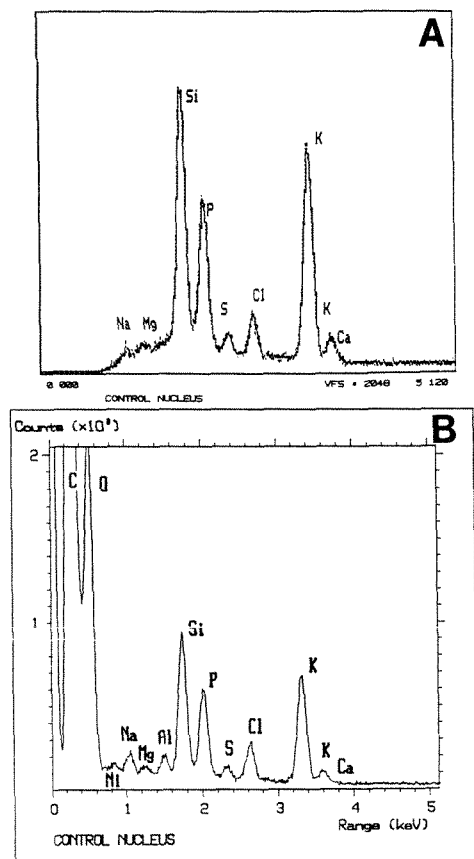 A
Si
K
P
Cl
S
K
Na
Mg
Ca
0.000
VFS = 2048 5 120
CONTROL NUCLEUS
B
Counts (x10³)
2
C
O
1
Si
K
P
Na
Al
Cl
Mg
S
K
Ca
Ni
0 1 2 3 4 5
Range (keV)
CONTROL NUCLEUS